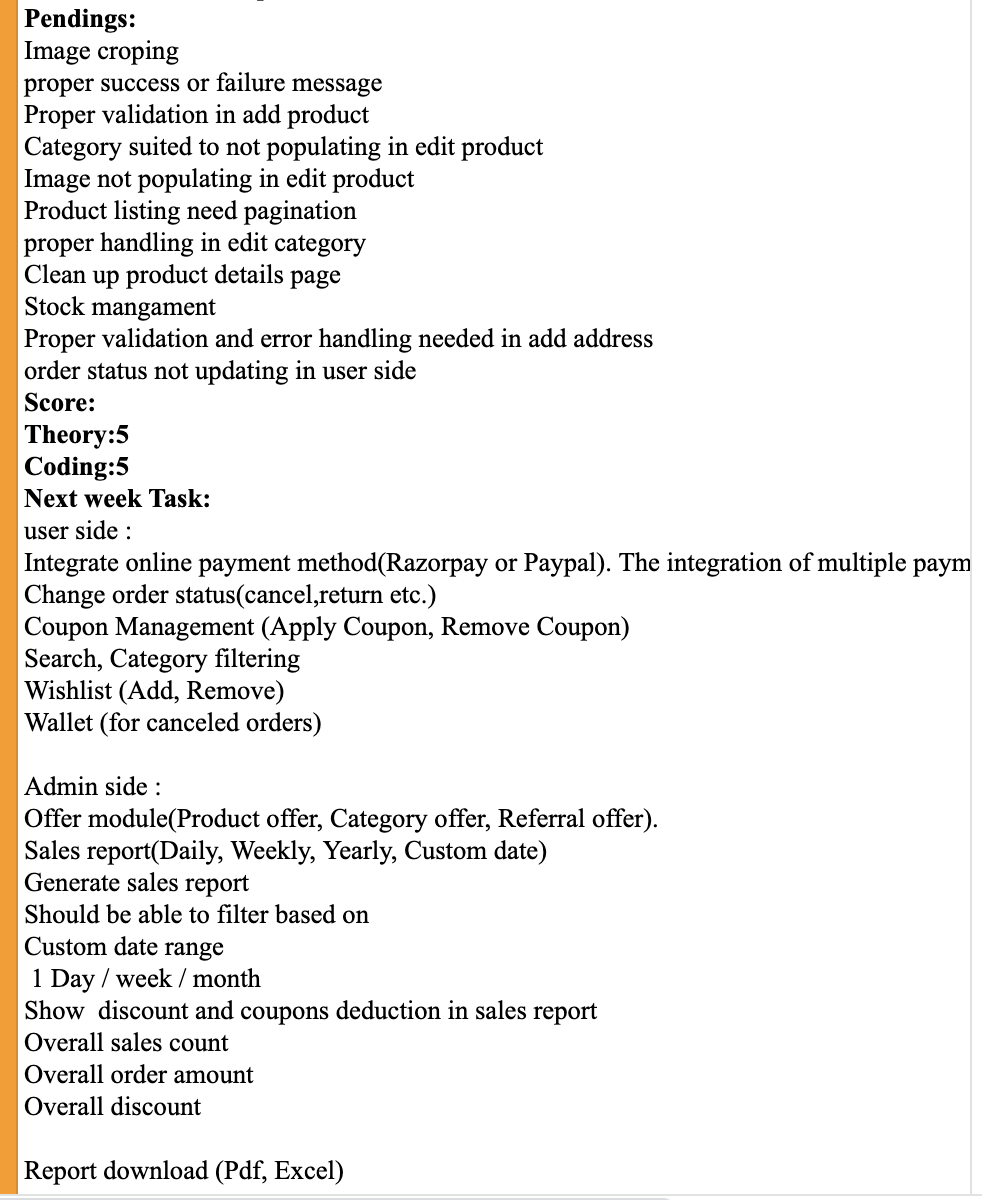 Pendings:
Image croping
proper success or failure message
Proper validation in add product
Category suited to not populating in edit product
Image not populating in edit product
Product listing need pagination
proper handling in edit category
Clean up product details page
Stock mangament
Proper validation and error handling needed in add address
order status not updating in user side
Score:
Theory:5
Coding:5
Next week Task:
user side :
Integrate online payment method(Razorpay or Paypal). The integration of multiple paym
Change order status(cancel,return etc.)
Coupon Management (Apply Coupon, Remove Coupon)
Search, Category filtering
Wishlist (Add, Remove)
Wallet (for canceled orders)
Admin side :
Offer module(Product offer, Category offer, Referral offer).
Sales report(Daily, Weekly, Yearly, Custom date)
Generate sales report
Should be able to filter based on
Custom date range
1 Day / week / month
Show  discount and coupons deduction in sales report
Overall sales count
Overall order amount
Overall discount
Report download (Pdf, Excel)